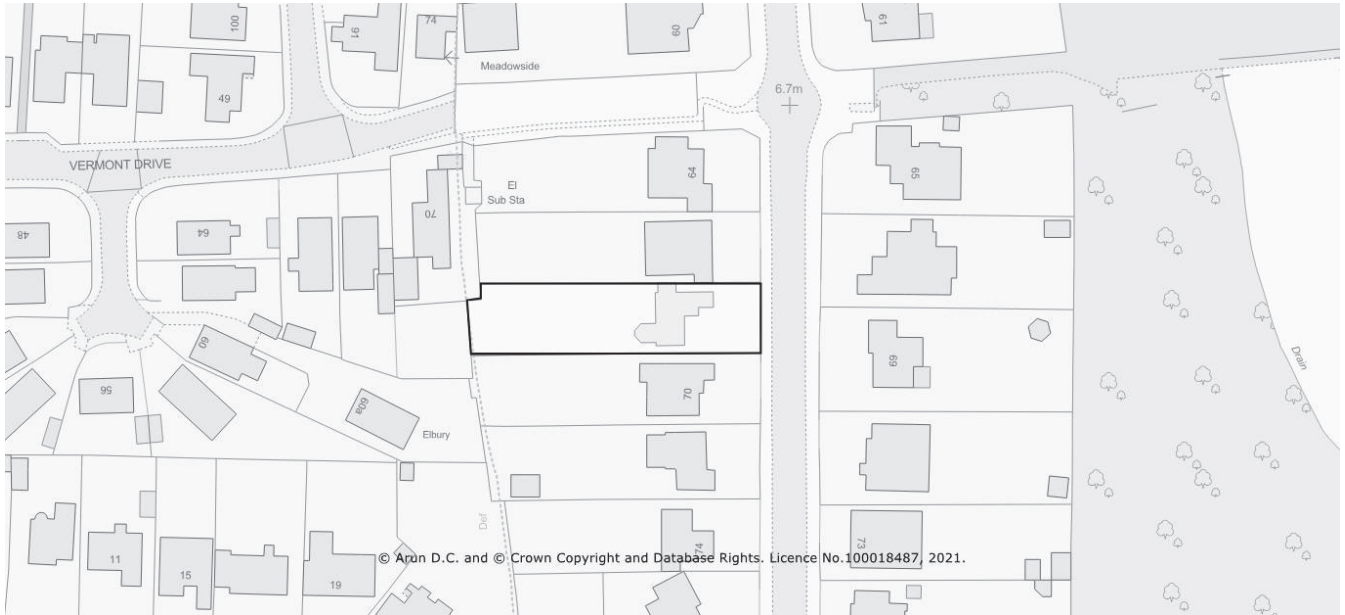 100
91
74
60
61
Meadowside
49
6.7m
VERMONT DRIVE
El
Sub Sta
70
64
65
48
64
60
69
56
70
60a
Elbury
Drain
Def
11
15
19
74
73
© Arun D.C. and © Crown Copyright and Database Rights. Licence No.100018487, 2021.